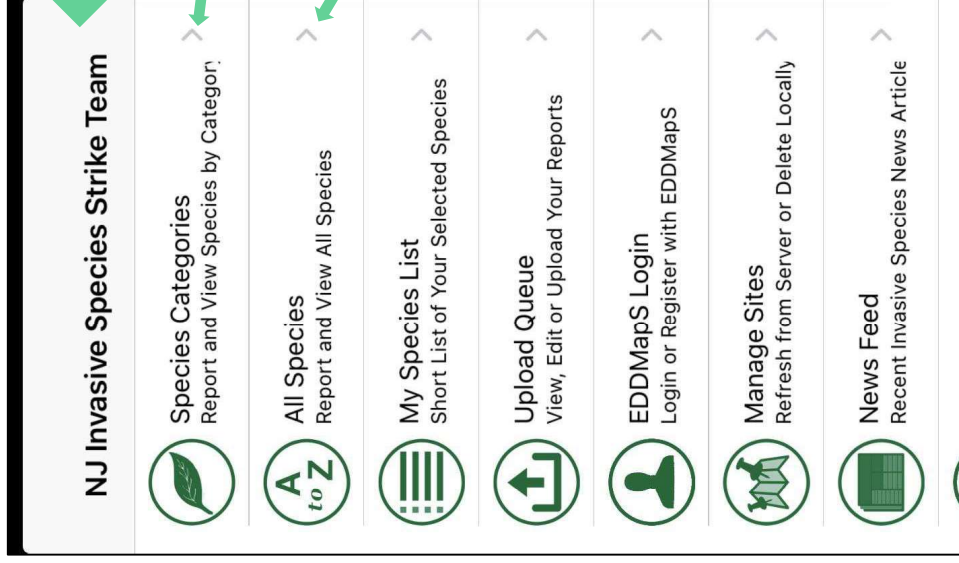 NJ Invasive Species Strike Team
Species Categories
Report and View Species by Categor
A
to Z
All Species
Report and View All Species
My Species List
Short List of Your Selected Species
Upload Queue
View, Edit or Upload Your Reports
EDDMapS Login
Login or Register with EDDMapS
Manage Sites
Refresh from Server or Delete Locally
News Feed
Recent Invasive Species News Article